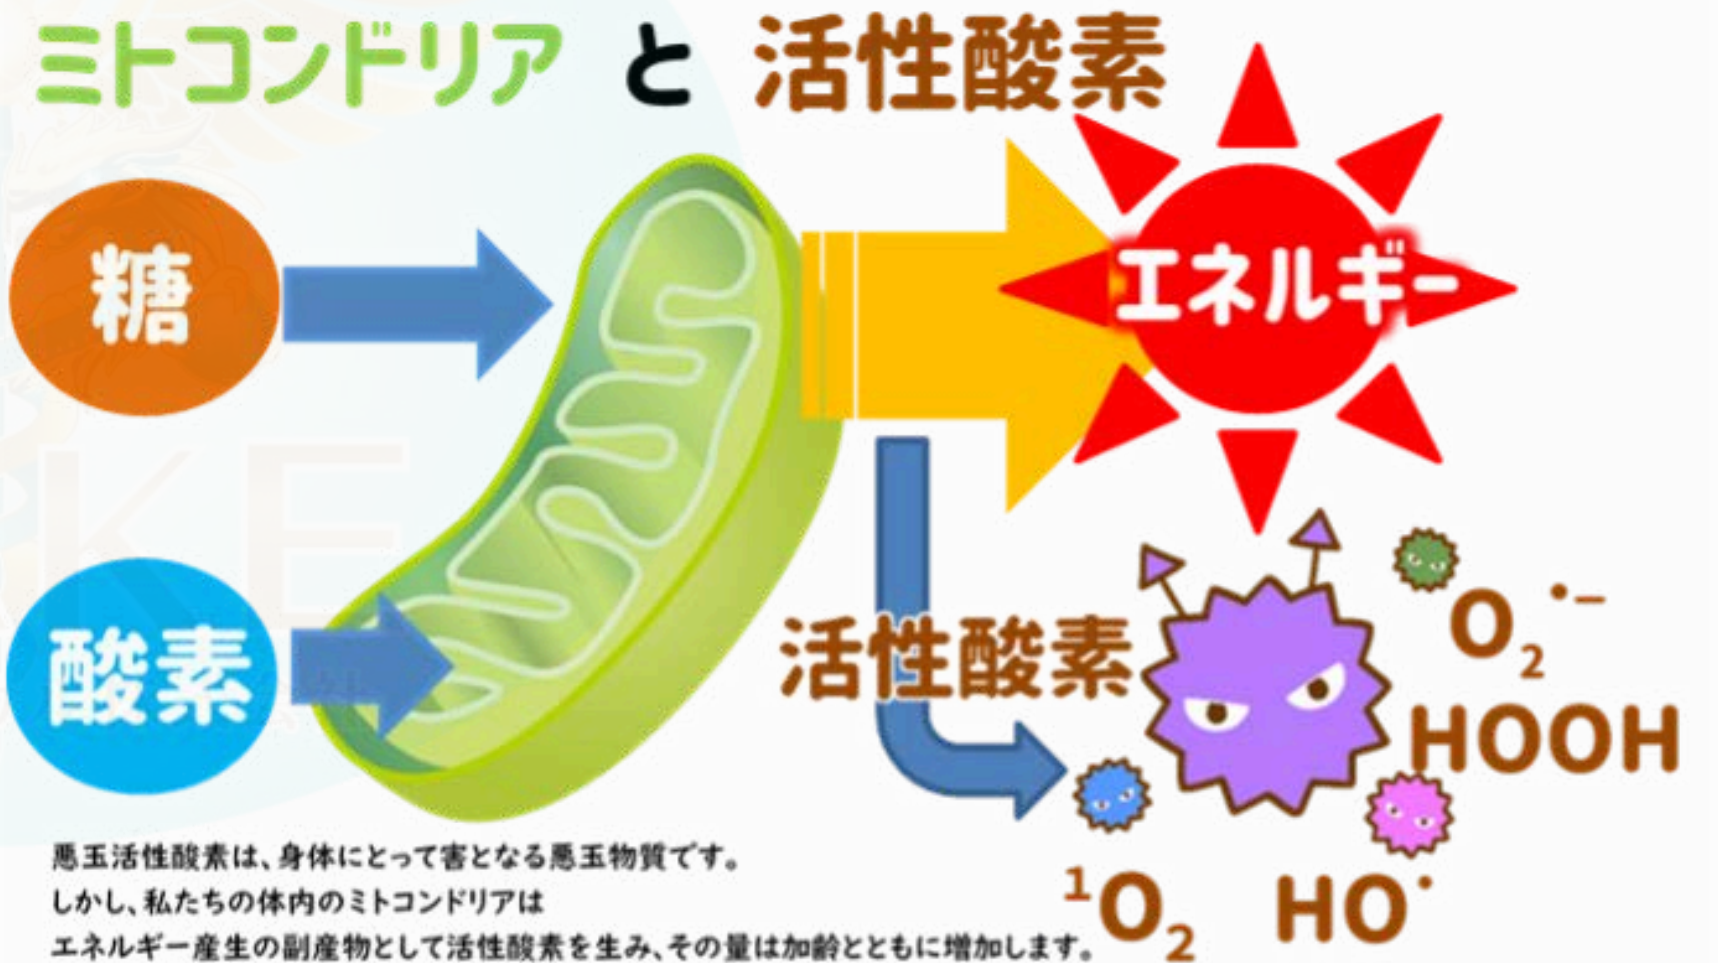 ミトコンドリア と 活性酸素
糖
エネルギー
酸素
活性酸素
O₂•−
HOOH
¹O₂
HO•
KE
悪玉活性酸素は、身体にとって害となる悪玉物質です。
しかし、私たちの体内のミトコンドリアは
エネルギー産生の副産物として活性酸素を生み、その量は加齢とともに増加します。